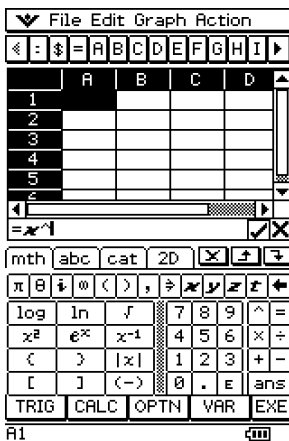 File Edit Graph Action
: $ = A B C D E F G H I
A B C D
1
2
3
4
5
=x^
mth abc cat 2D
π θ i ∞ ( ) , ⇒ x y z t
log ln √ 7 8 9 ^ =
x² eˣ x⁻¹ 4 5 6 × ÷
( ) |x| 1 2 3 + −
[ ] (−) 0 . E ans
TRIG CALC OPTN VAR EXE
A1